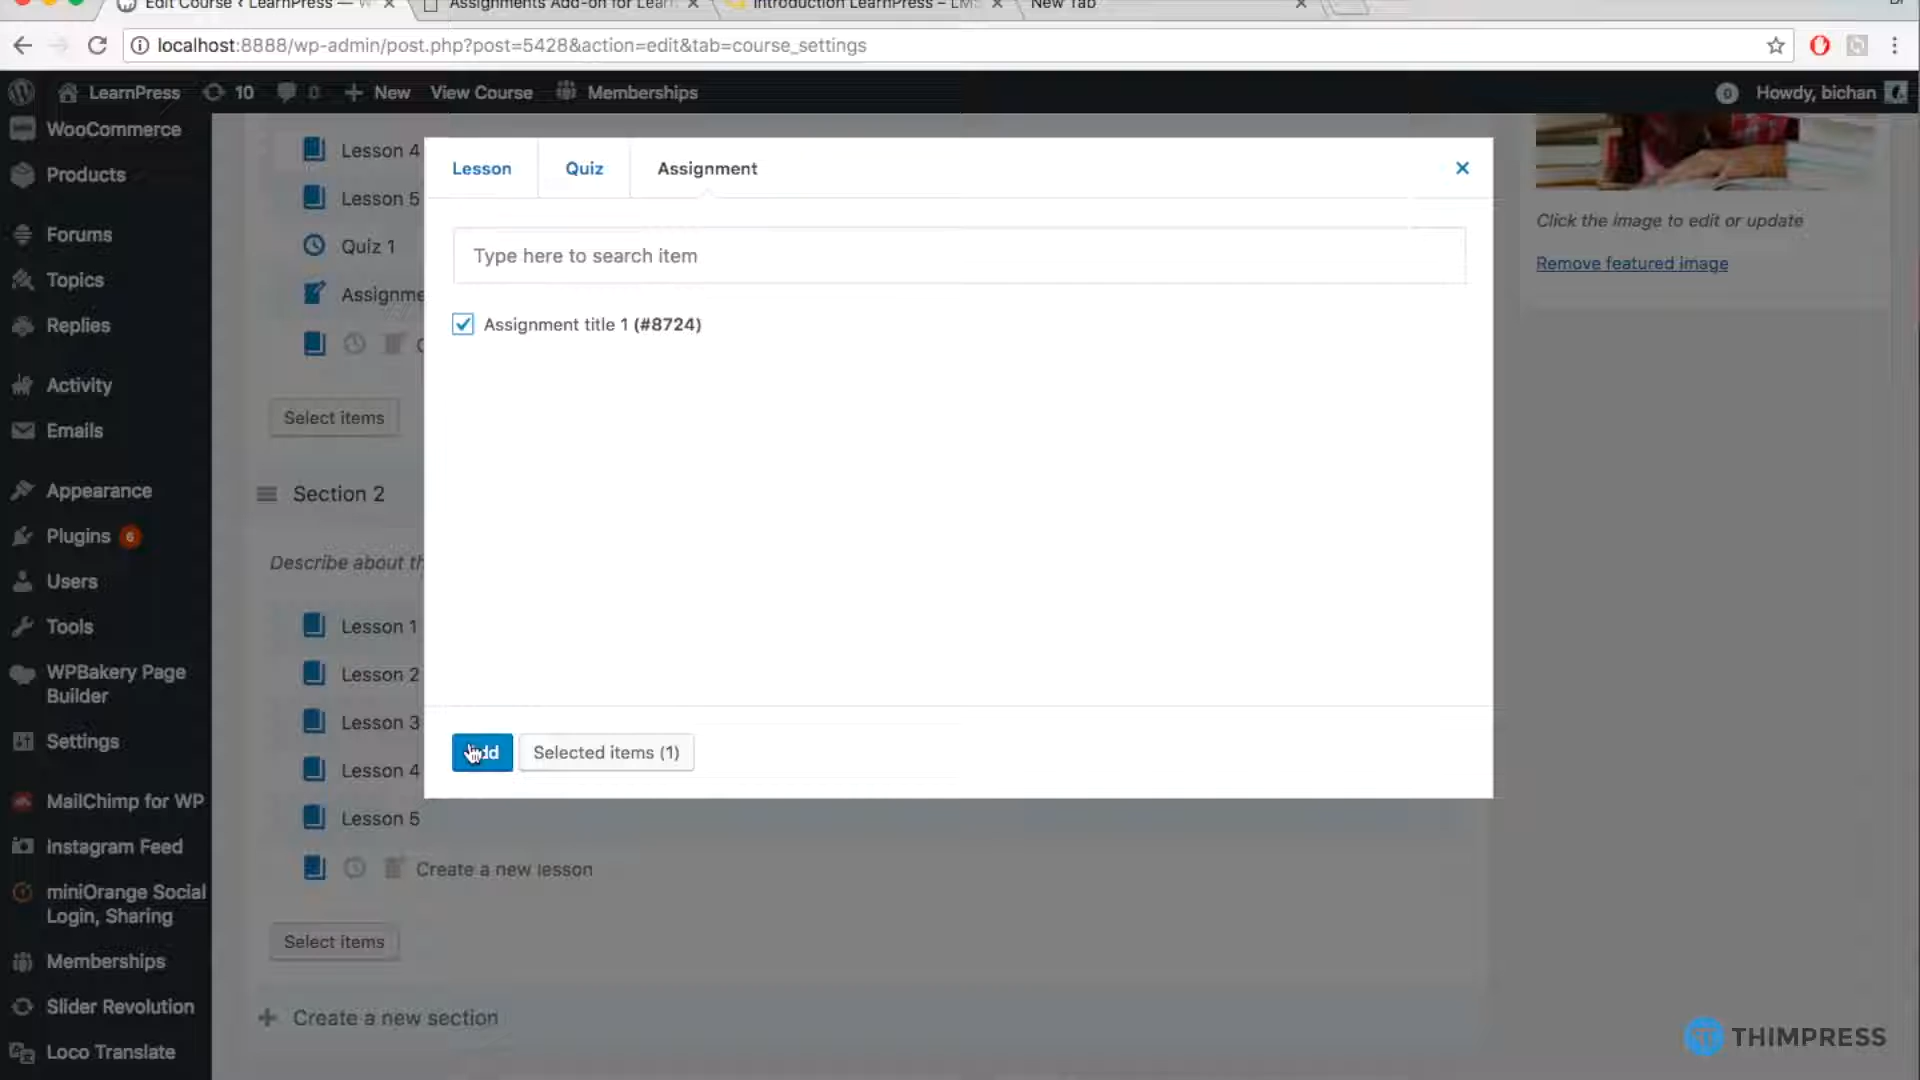 Edit Course ‹ LearnPress —
Assignments Add-on for Learn
Introduction LearnPress – LMS
New Tab
localhost:8888/wp-admin/post.php?post=5428&action=edit&tab=course_settings
LearnPress
10
0
New
View Course
Memberships
0
Howdy, bichan
WooCommerce
Products
Forums
Topics
Replies
Activity
Emails
Appearance
Plugins 6
Users
Tools
WPBakery Page
Builder
Settings
MailChimp for WP
Instagram Feed
miniOrange Social
Login, Sharing
Memberships
Slider Revolution
Loco Translate
Lesson 4
Lesson 5
Quiz 1
Assignme
Select items
Section 2
Describe about th
Lesson 1
Lesson 2
Lesson 3
Lesson 4
Lesson 5
Create a new lesson
Select items
Create a new section
Lesson
Quiz
Assignment
Type here to search item
Assignment title 1 (#8724)
Add
Selected items (1)
Click the image to edit or update
Remove featured image
THIMPRESS